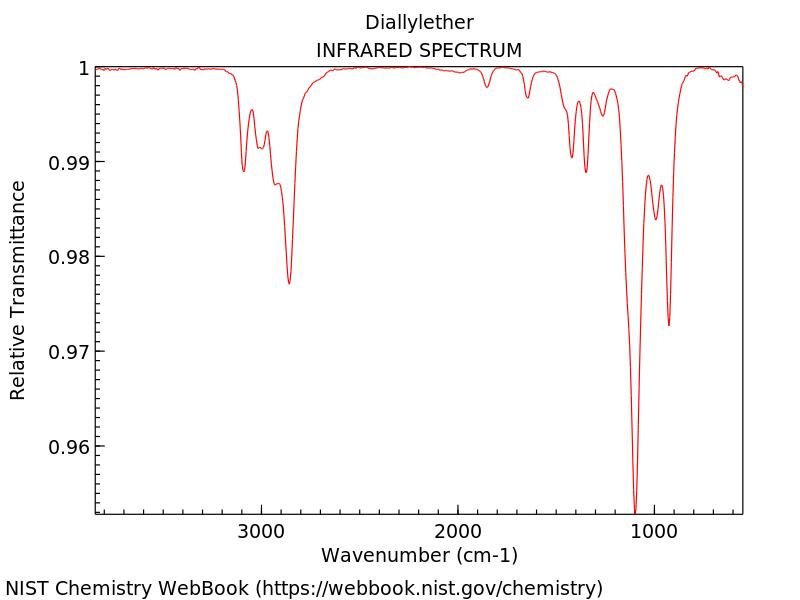 Diallylether
INFRARED SPECTRUM
1
0.99
0.98
0.97
0.96
Relative Transmittance
3000 2000 1000
Wavenumber (cm-1)
NIST Chemistry WebBook (https://webbook.nist.gov/chemistry)